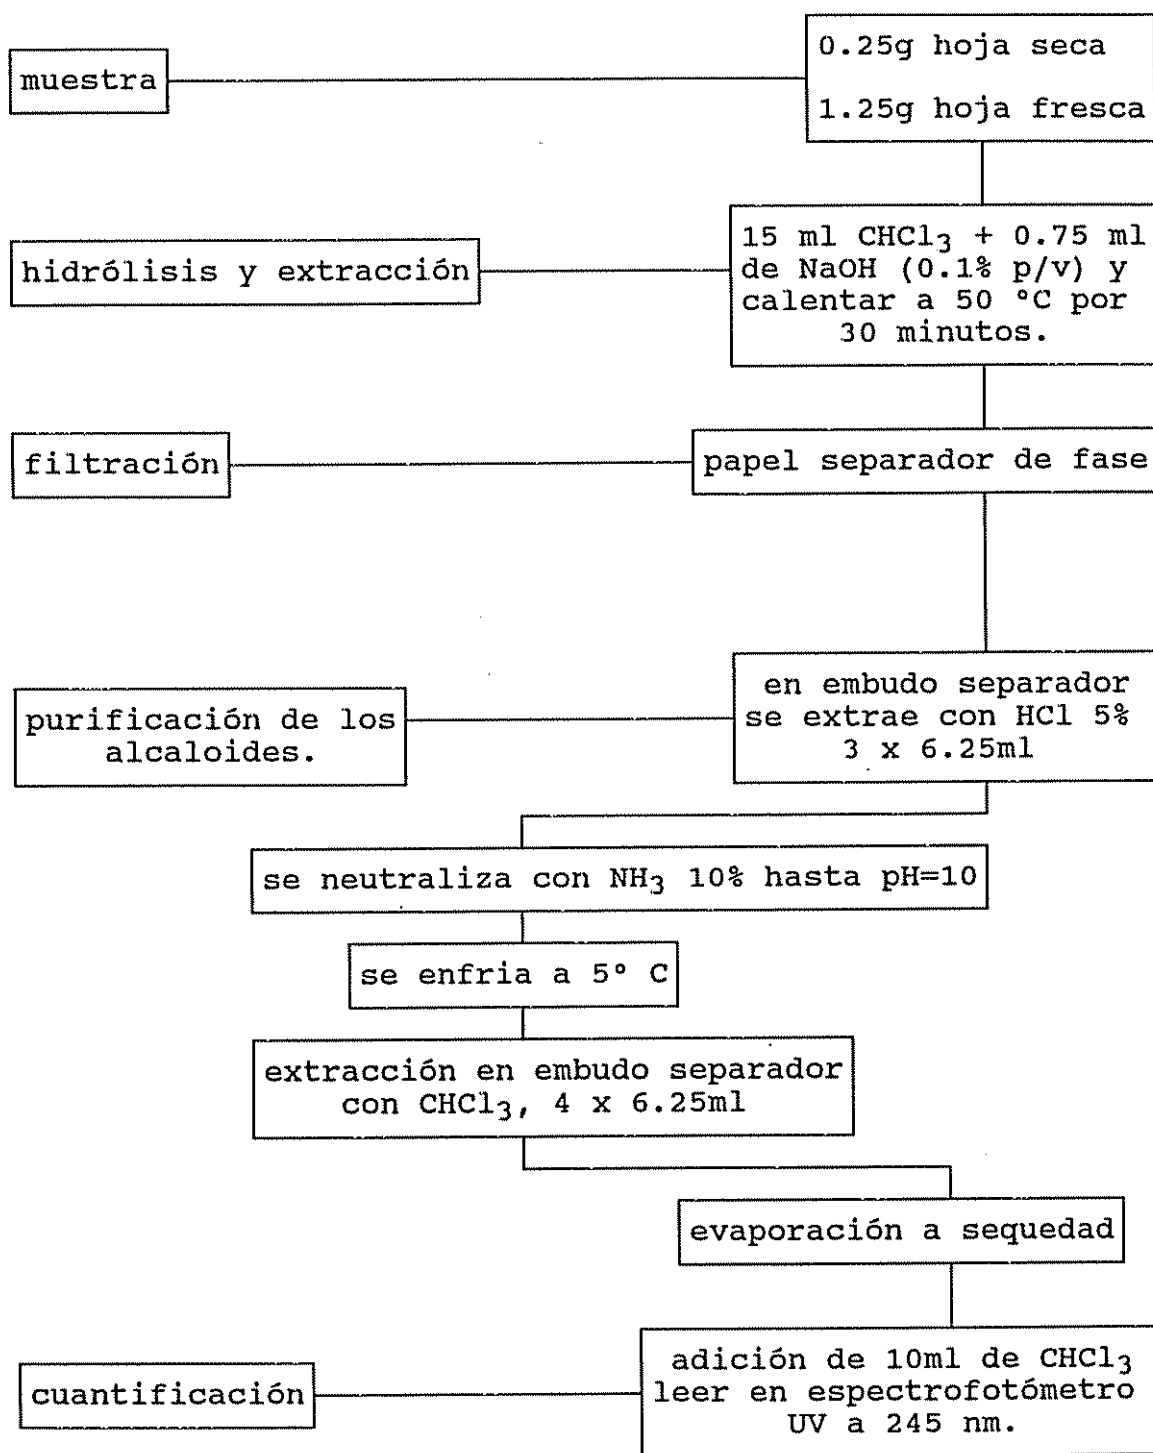 muestra
0.25g hoja seca
1.25g hoja fresca
hidrólisis y extracción
15 ml CHCl₃ + 0.75 ml
de NaOH (0.1% p/v) y
calentar a 50 °C por
30 minutos.
filtración
papel separador de fase
purificación de los
alcaloides.
en embudo separador
se extrae con HCl 5%
3 x 6.25ml
se neutraliza con NH₃ 10% hasta pH=10
se enfria a 5° C
extracción en embudo separador
con CHCl₃, 4 x 6.25ml
evaporación a sequedad
cuantificación
adición de 10ml de CHCl₃
leer en espectrofotómetro
UV a 245 nm.